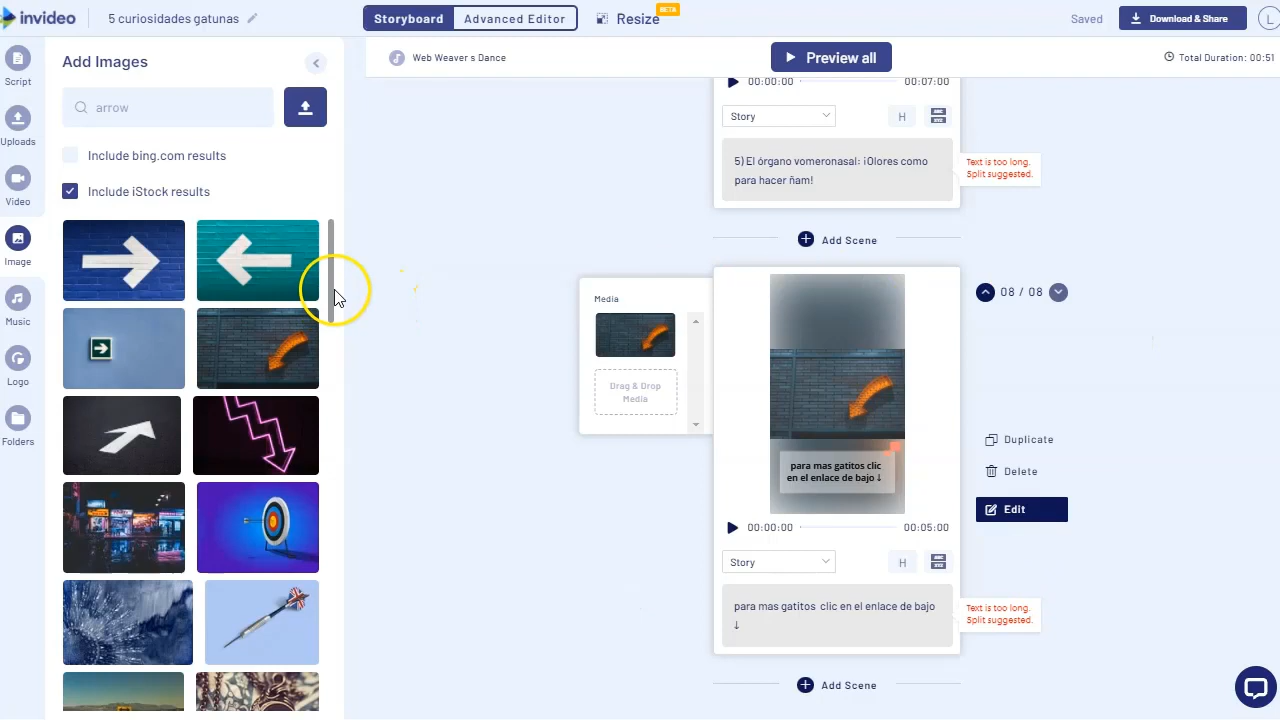 invideo
5 curiosidades gatunas
Storyboard
Advanced Editor
Resize
BETA
Saved
Download & Share
L
Script
Uploads
Video
Image
Music
Logo
Folders
Add Images
arrow
Include bing.com results
Include iStock results
Web Weaver s Dance
Preview all
Total Duration: 00:51
00:00:00
00:07:00
Story
H
5) El órgano vomeronasal: ¡Olores como
para hacer ñam!
Text is too long.
Split suggested.
Add Scene
Media
Drag & Drop
Media
para mas gatitos clic
en el enlace de bajo ↓
08 / 08
Duplicate
Delete
Edit
00:00:00
00:05:00
Story
H
para mas gatitos  clic en el enlace de bajo
↓
Text is too long.
Split suggested.
Add Scene